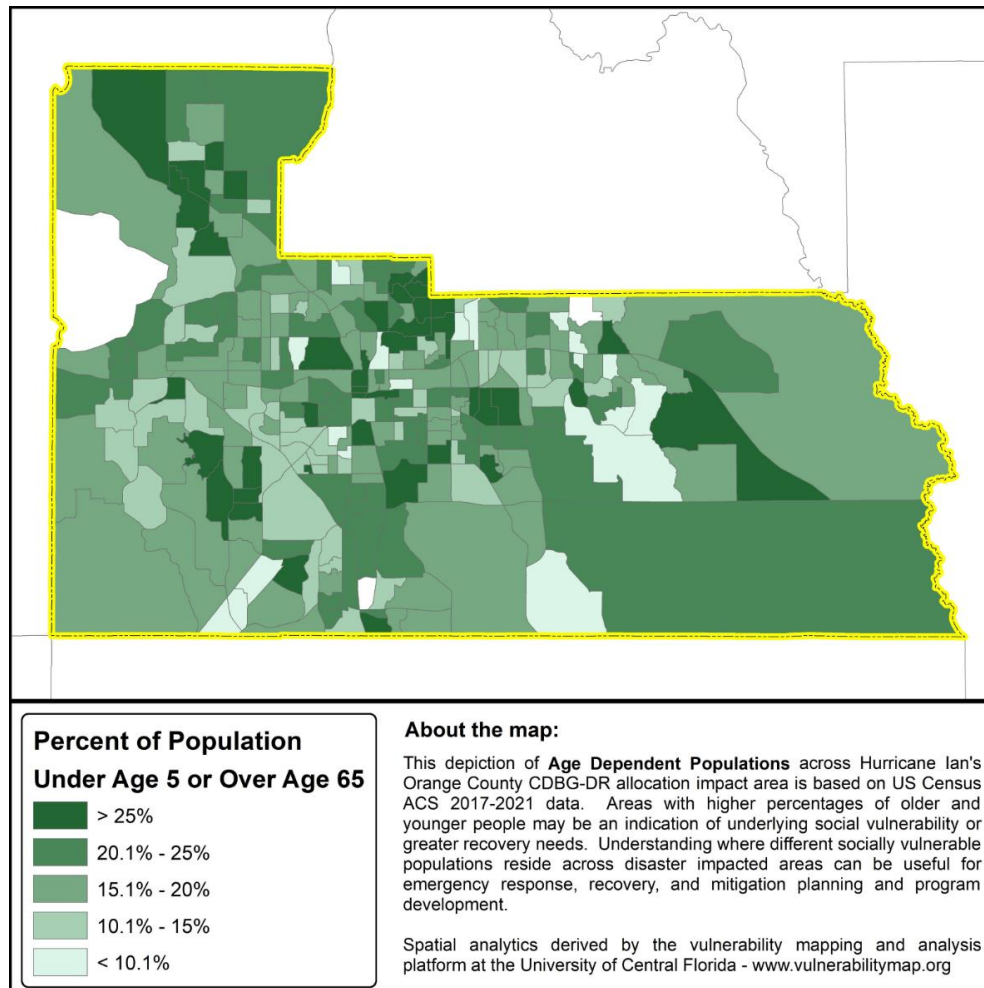 Percent of Population
Under Age 5 or Over Age 65
> 25%
20.1% - 25%
15.1% - 20%
10.1% - 15%
< 10.1%
About the map:
This depiction of Age Dependent Populations across Hurricane Ian's
Orange County CDBG-DR allocation impact area is based on US Census
ACS 2017-2021 data. Areas with higher percentages of older and
younger people may be an indication of underlying social vulnerability or
greater recovery needs. Understanding where different socially vulnerable
populations reside across disaster impacted areas can be useful for
emergency response, recovery, and mitigation planning and program
development.
Spatial analytics derived by the vulnerability mapping and analysis
platform at the University of Central Florida - www.vulnerabilitymap.org